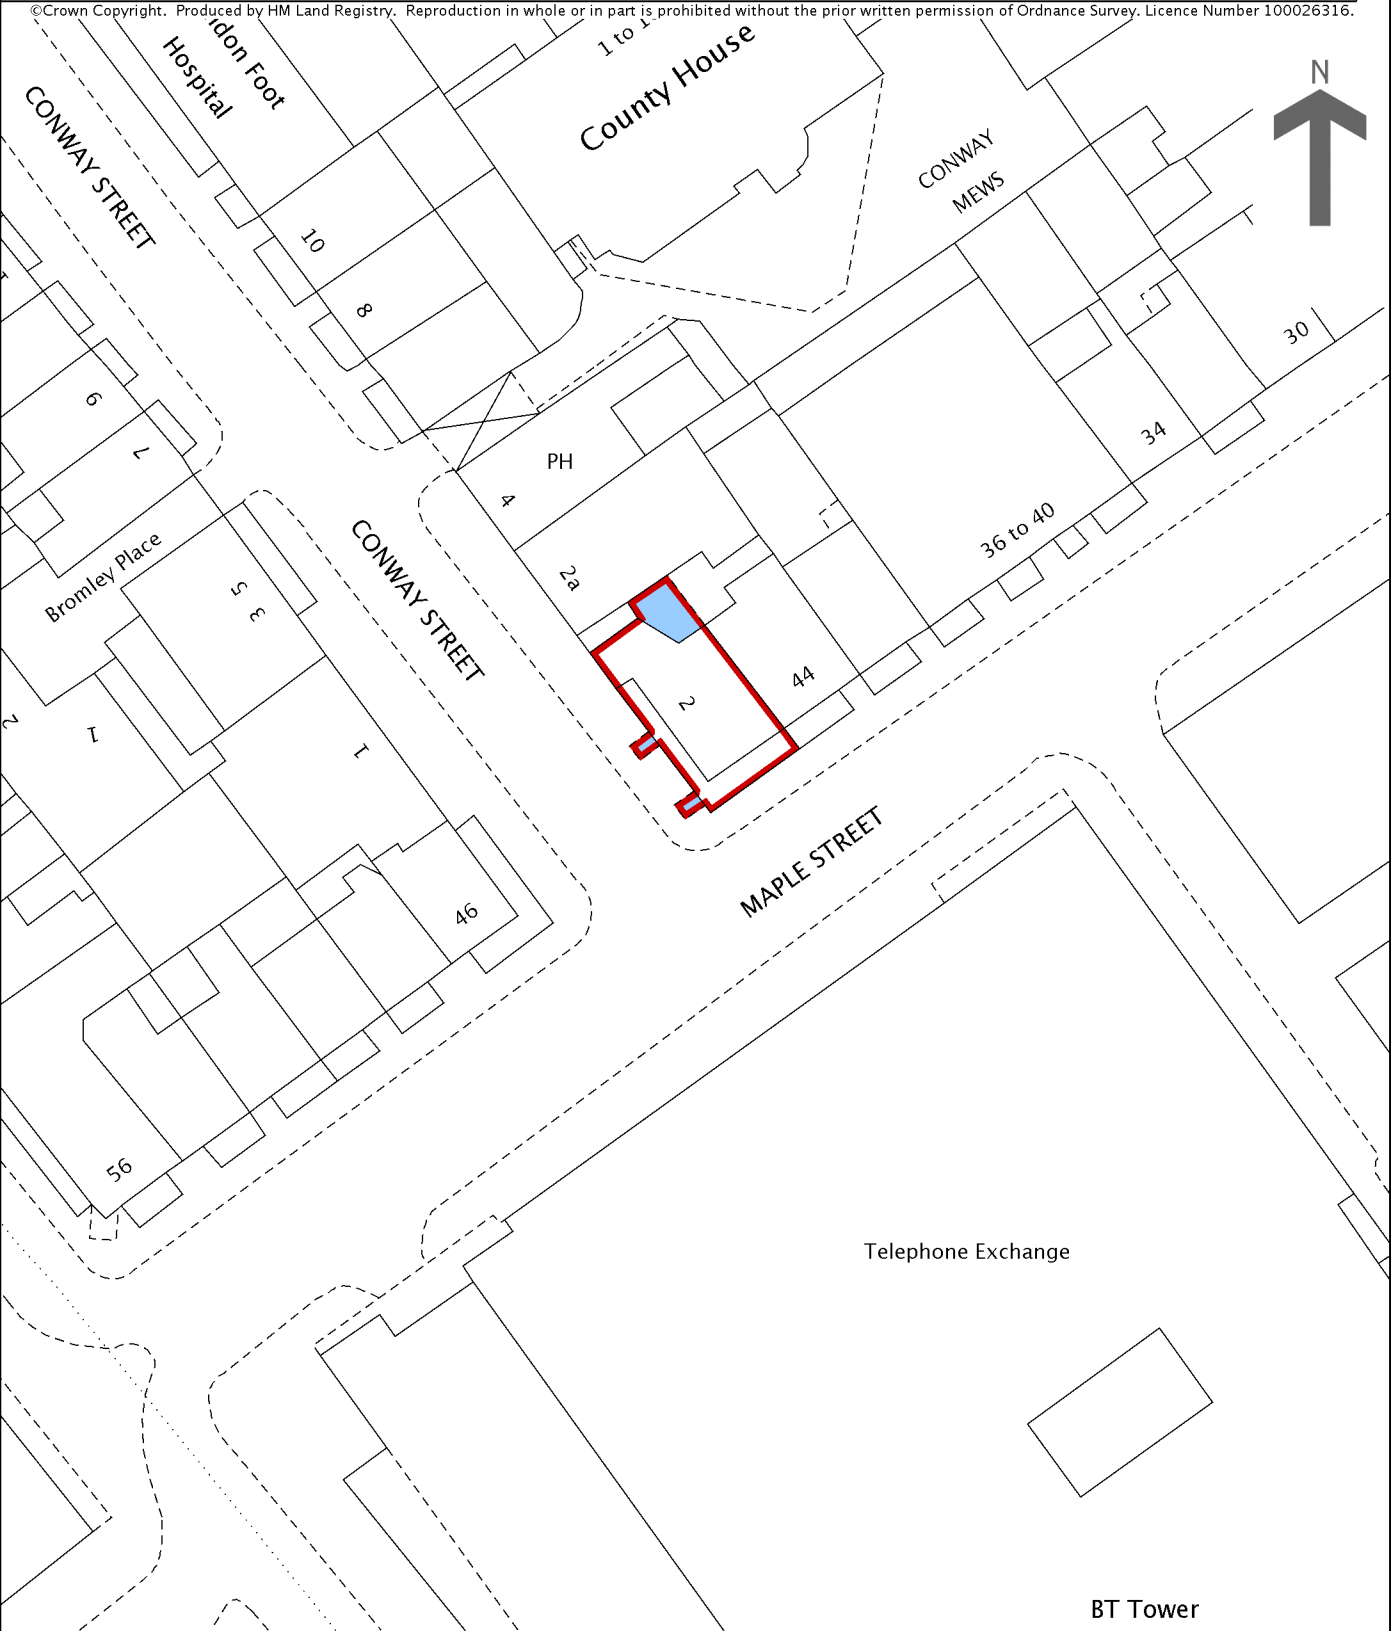 ©Crown Copyright. Produced by HM Land Registry. Reproduction in whole or in part is prohibited without the prior written permission of Ordnance Survey. Licence Number 100026316.
Foot
Hospital
1 to
County House
N
CONWAY STREET
CONWAY
MEWS
10
8
30
9
7
34
PH
4
36 to 40
CONWAY STREET
Bromley Place
2a
5
3
44
2
2
1
1
MAPLE STREET
46
56
Telephone Exchange
BT Tower